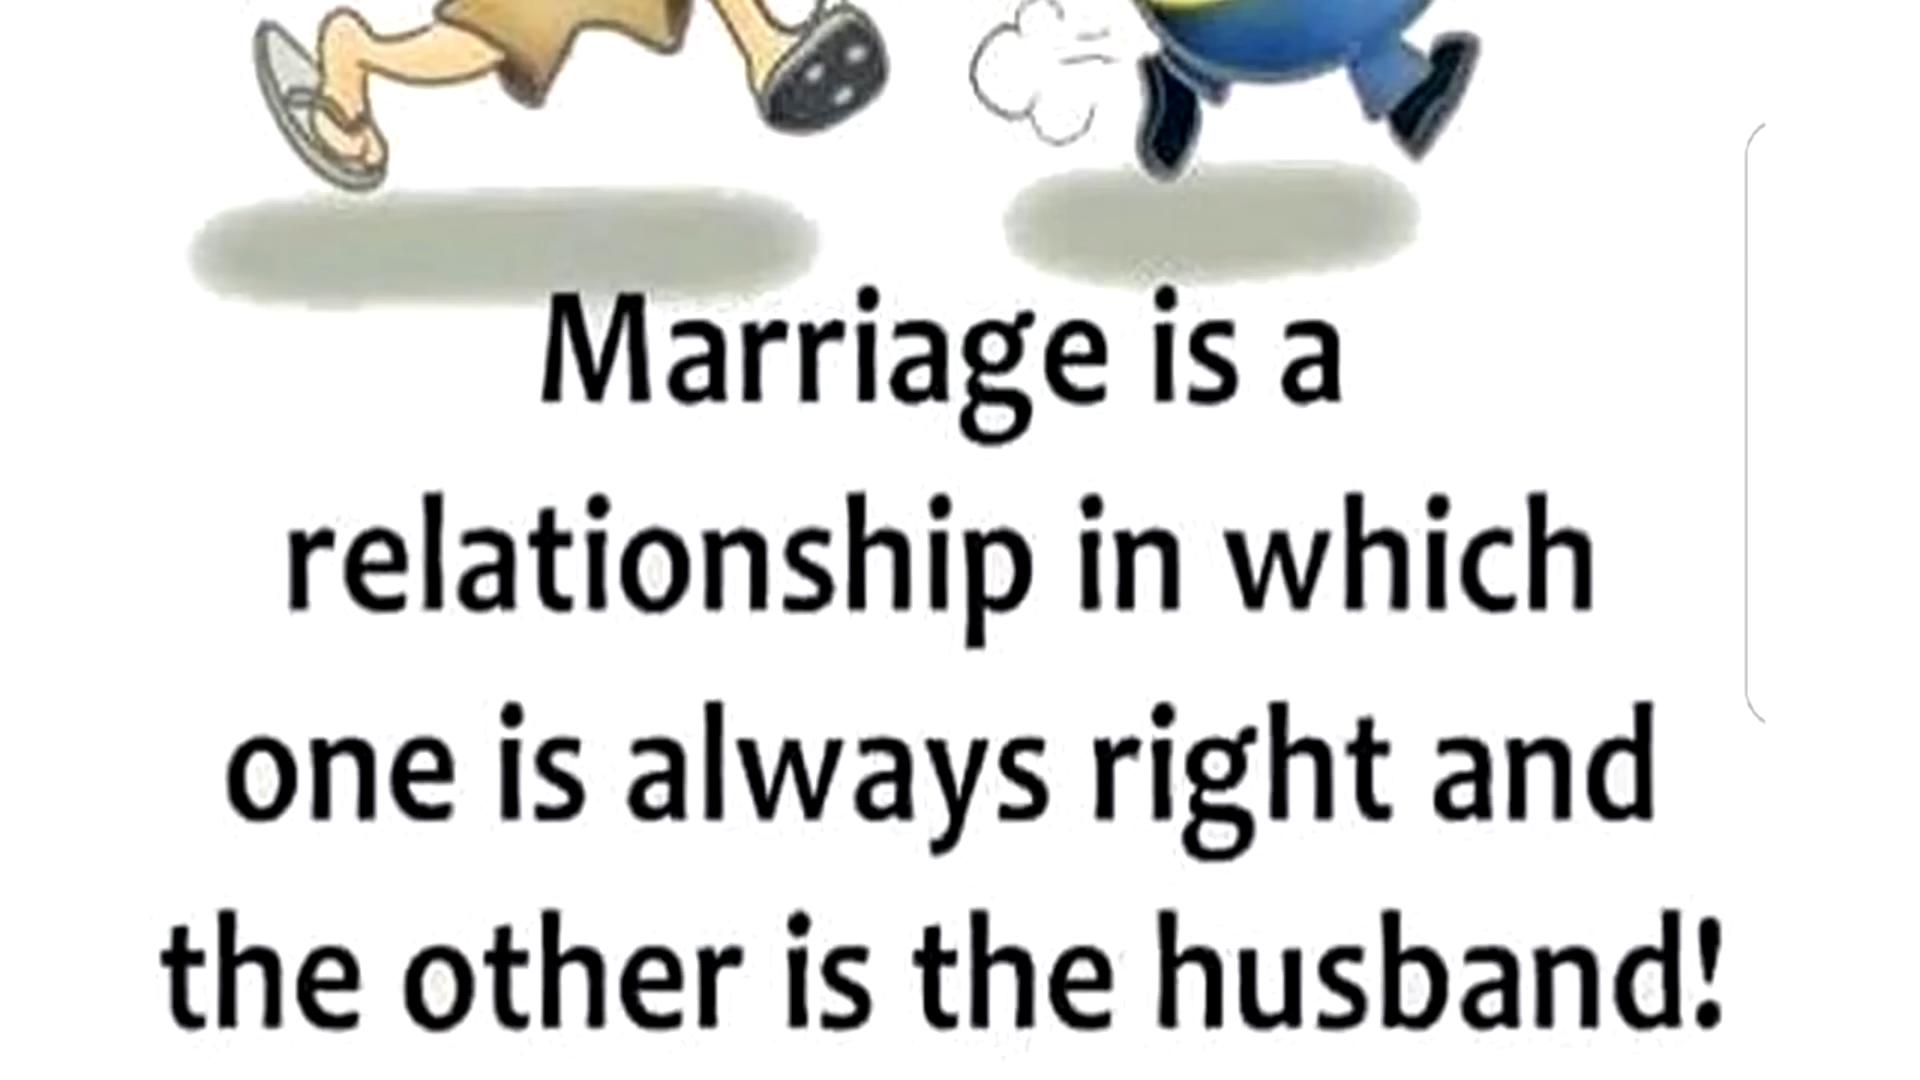 Marriage is a
relationship in which
one is always right and
the other is the husband!